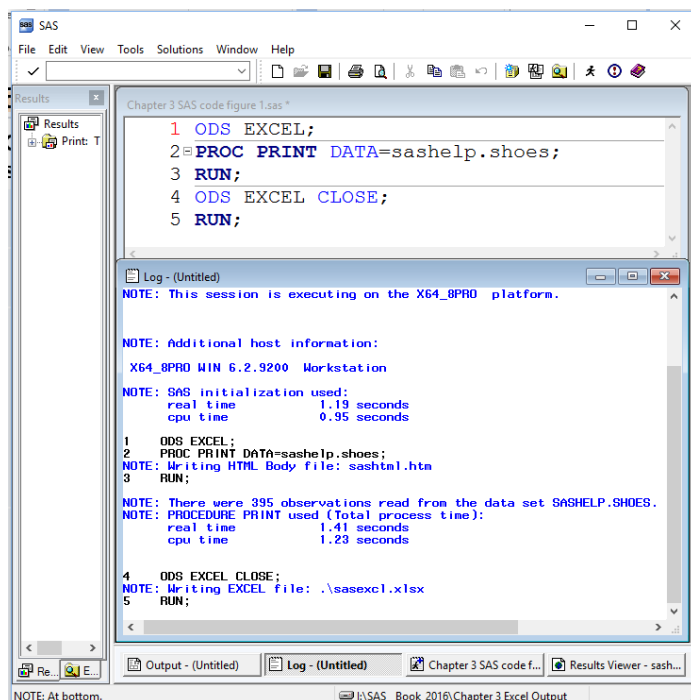 SAS
File Edit View Tools Solutions Window Help
Results
Results
Print: T
Chapter 3 SAS code figure 1.sas *
1 ODS EXCEL;
2 PROC PRINT DATA=sashelp.shoes;
3 RUN;
4 ODS EXCEL CLOSE;
5 RUN;
Log - (Untitled)
NOTE: This session is executing on the X64_8PRO platform.
NOTE: Additional host information:
X64_8PRO WIN 6.2.9200 Workstation
NOTE: SAS initialization used:
real time 1.19 seconds
cpu time 0.95 seconds
1 ODS EXCEL;
2 PROC PRINT DATA=sashelp.shoes;
NOTE: Writing HTML Body file: sashtml.htm
3 RUN;
NOTE: There were 395 observations read from the data set SASHELP.SHOES.
NOTE: PROCEDURE PRINT used (Total process time):
real time 1.41 seconds
cpu time 1.23 seconds
4 ODS EXCEL CLOSE;
NOTE: Writing EXCEL file: .\sasexcl.xlsx
5 RUN;
Re... E...
Output - (Untitled) Log - (Untitled) Chapter 3 SAS code f... Results Viewer - sash...
NOTE: At bottom. I:\SAS_Book_2016\Chapter 3 Excel Output